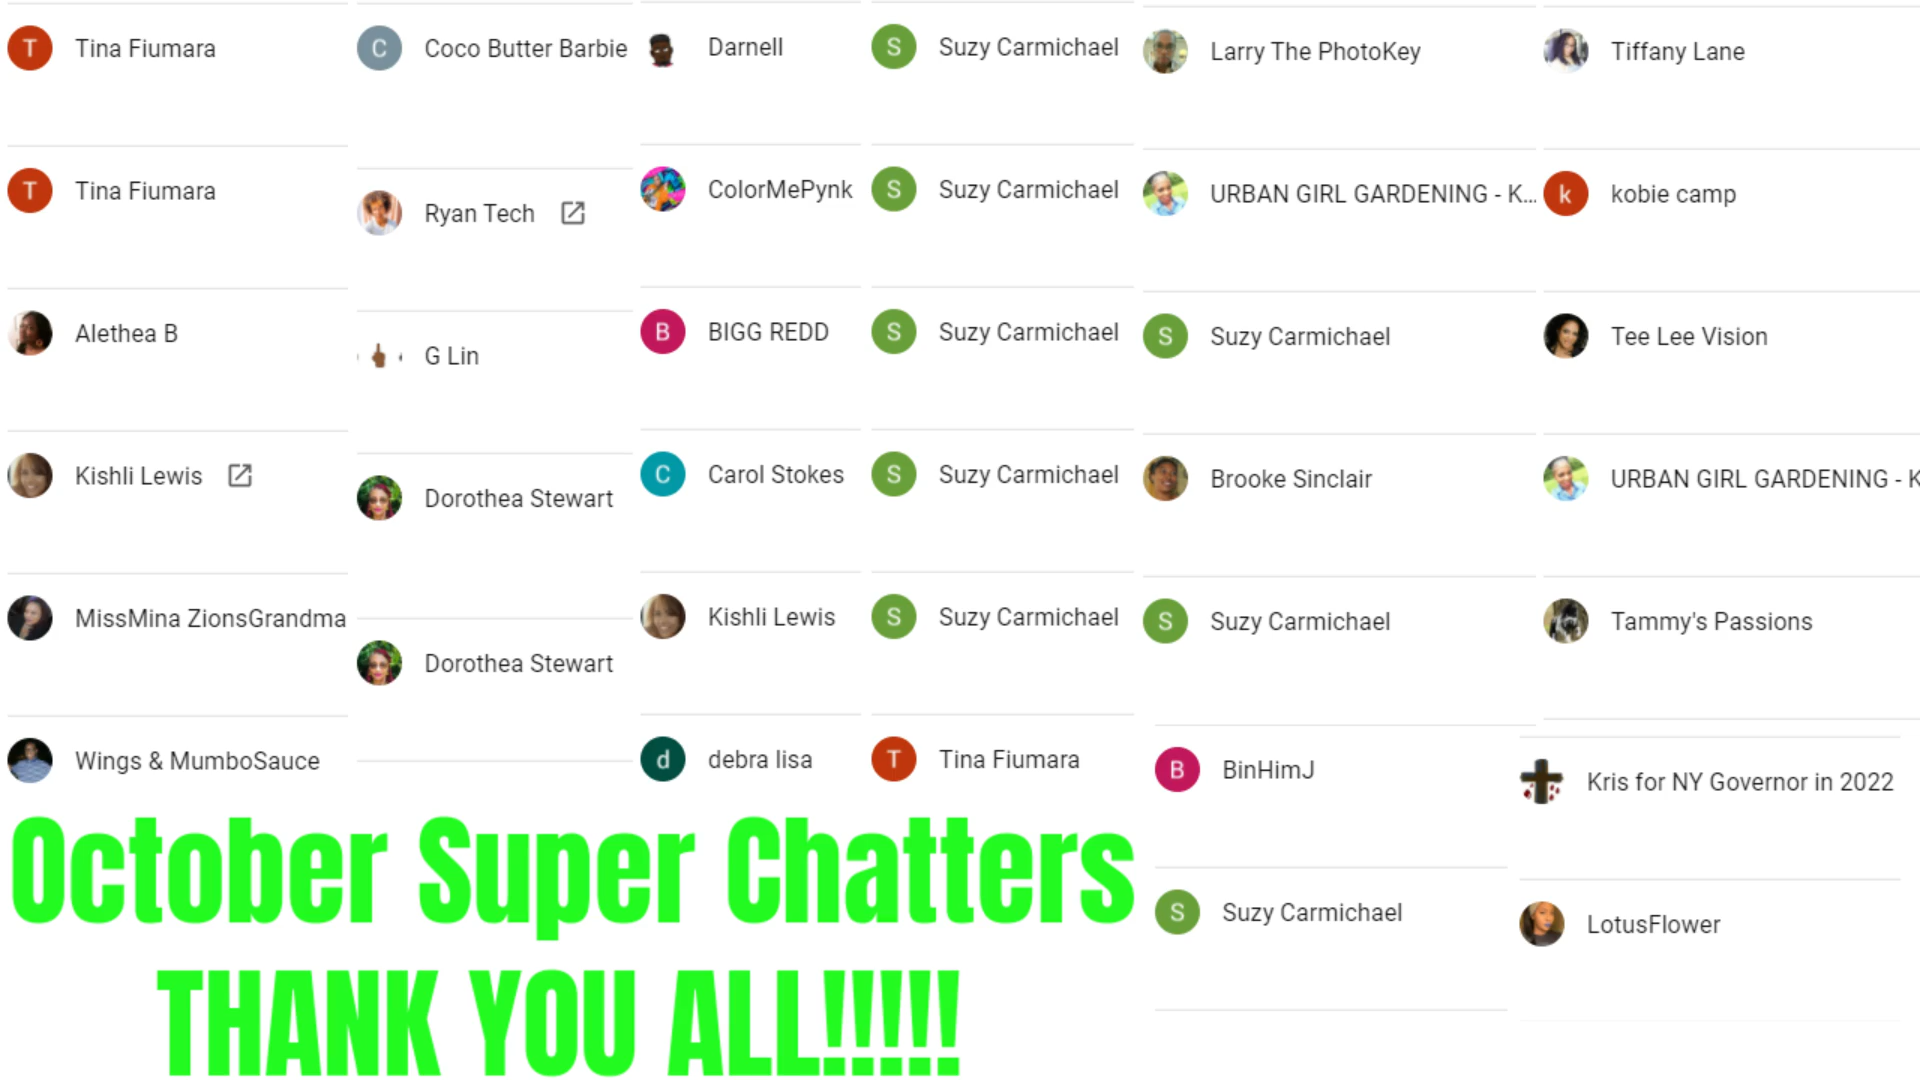 T Tina Fiumara
T Tina Fiumara
Alethea B
Kishli Lewis
MissMina ZionsGrandma
Wings & MumboSauce
C Coco Butter Barbie
Ryan Tech
G Lin
Dorothea Stewart
Dorothea Stewart
Darnell
ColorMePynk
B BIGG REDD
C Carol Stokes
Kishli Lewis
d debra lisa
S Suzy Carmichael
S Suzy Carmichael
S Suzy Carmichael
S Suzy Carmichael
S Suzy Carmichael
T Tina Fiumara
Larry The PhotoKey
URBAN GIRL GARDENING - K...
S Suzy Carmichael
Brooke Sinclair
S Suzy Carmichael
B BinHimJ
S Suzy Carmichael
Tiffany Lane
k kobie camp
Tee Lee Vision
URBAN GIRL GARDENING - K
Tammy's Passions
Kris for NY Governor in 2022
LotusFlower
October Super Chatters
THANK YOU ALL!!!!!